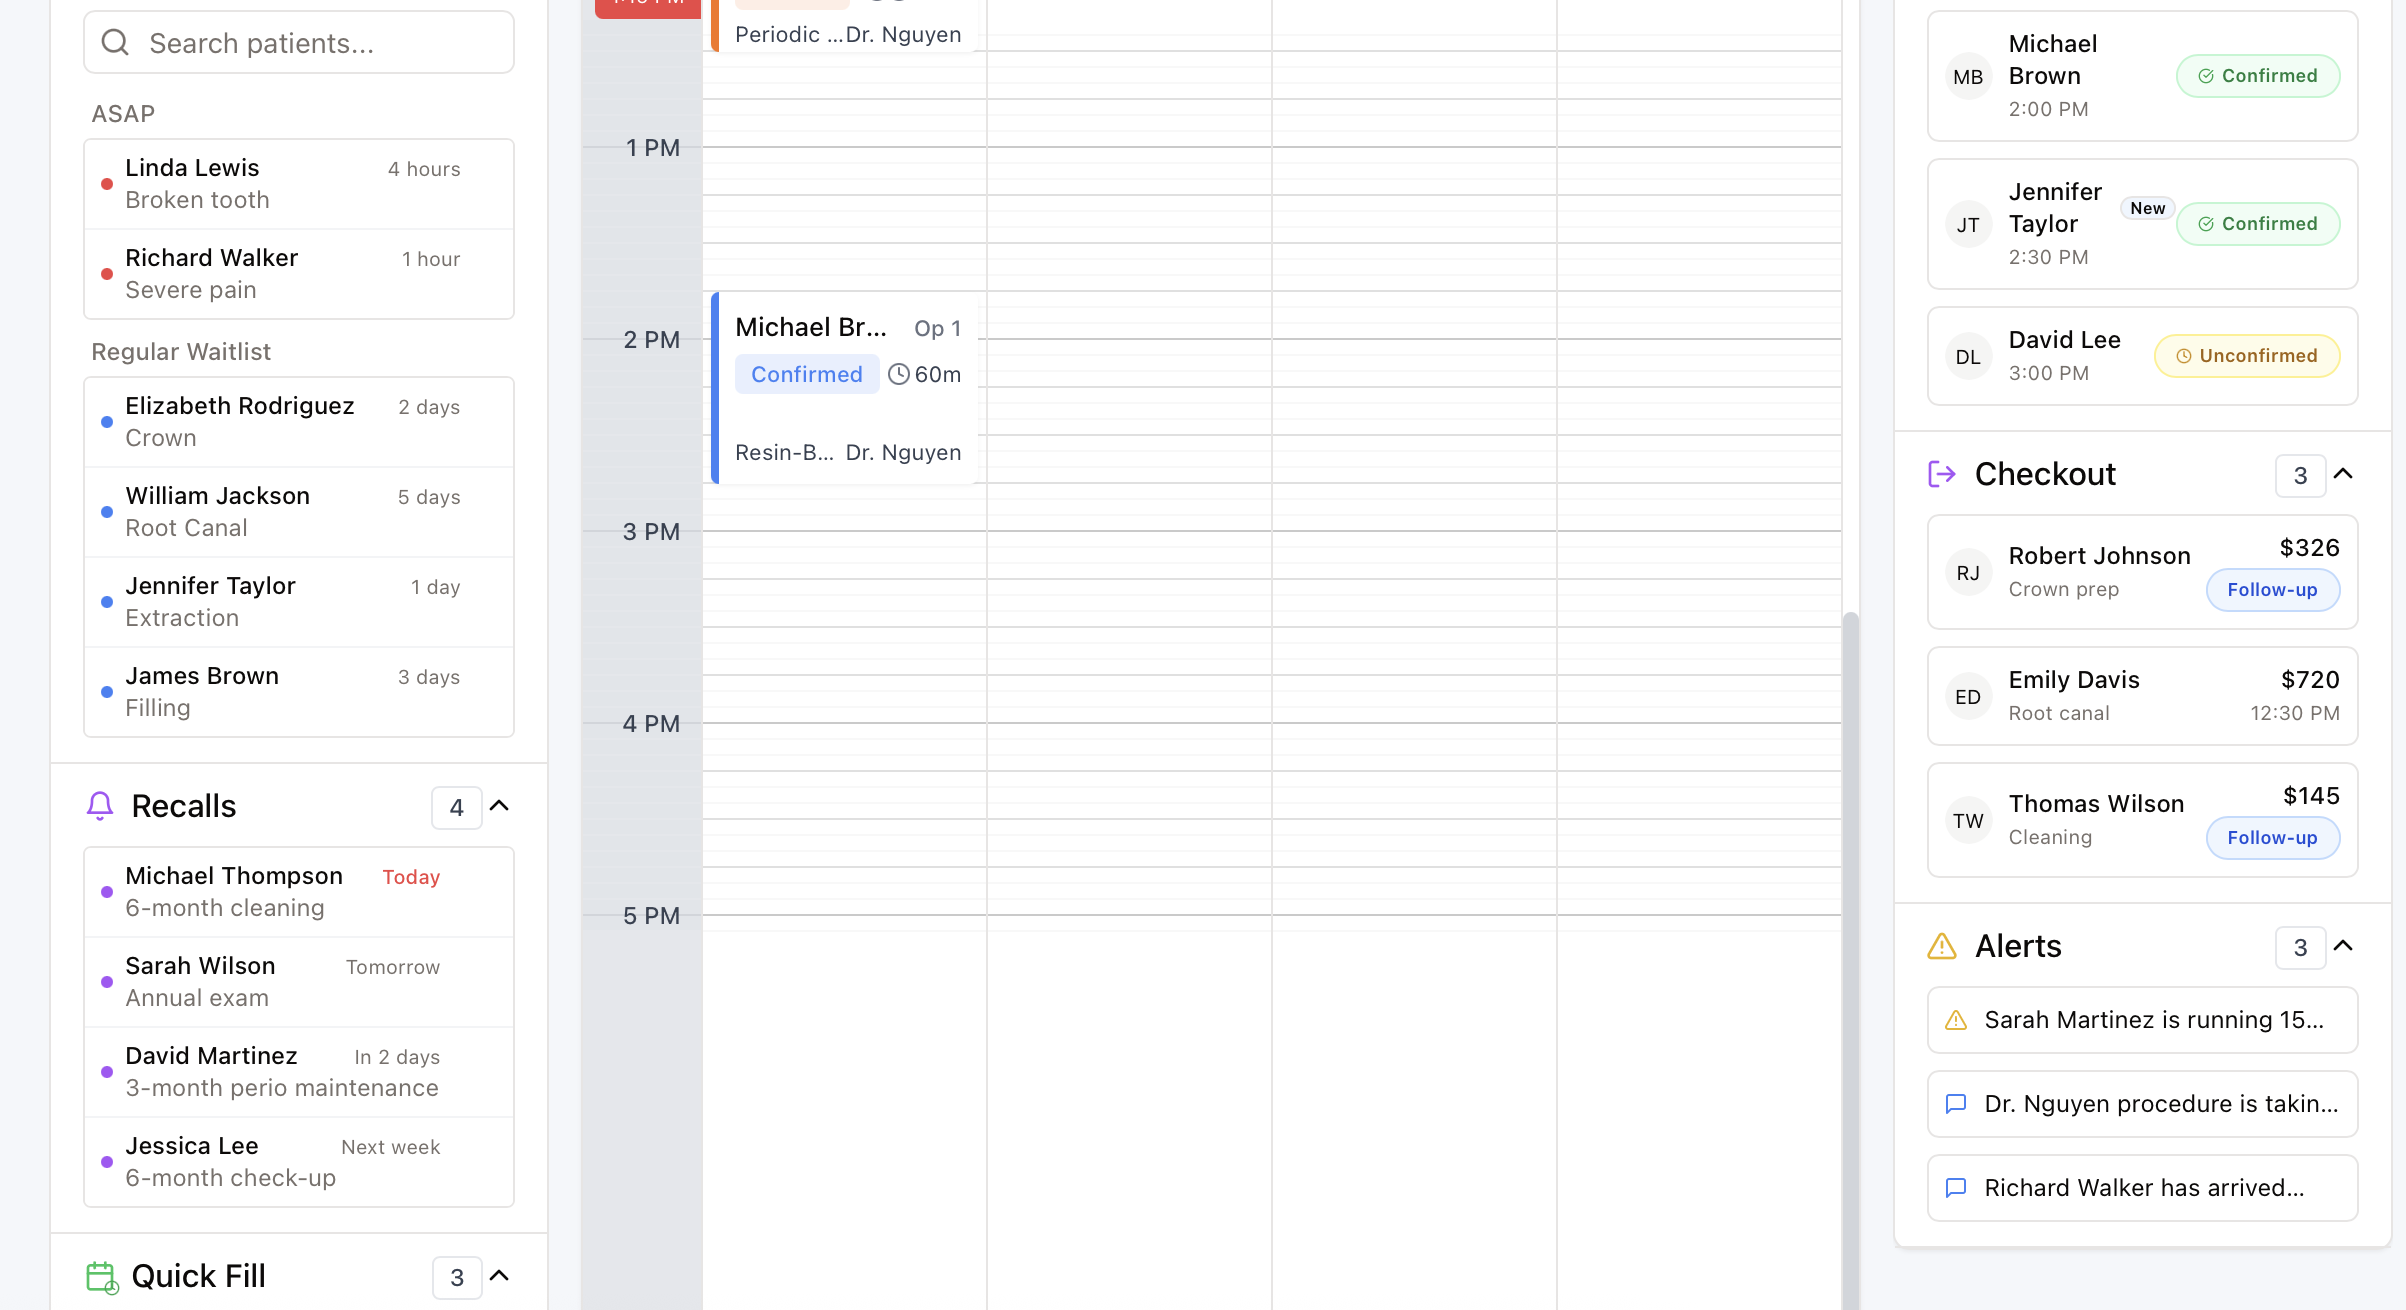 Search patients...
ASAP
Linda Lewis 4 hours
Broken tooth
Richard Walker 1 hour
Severe pain
Regular Waitlist
Elizabeth Rodriguez 2 days
Crown
William Jackson 5 days
Root Canal
Jennifer Taylor 1 day
Extraction
James Brown 3 days
Filling
Recalls 4
Michael Thompson Today
6-month cleaning
Sarah Wilson Tomorrow
Annual exam
David Martinez In 2 days
3-month perio maintenance
Jessica Lee Next week
6-month check-up
Quick Fill 3
Periodic ... Dr. Nguyen
1 PM
Michael Br... Op 1
2 PM
Confirmed 60m
Resin-B... Dr. Nguyen
3 PM
4 PM
5 PM
MB
Michael
Brown
2:00 PM
Confirmed
JT
Jennifer
Taylor
2:30 PM
New
Confirmed
DL
David Lee
3:00 PM
Unconfirmed
Checkout 3
RJ
Robert Johnson $326
Crown prep Follow-up
ED
Emily Davis $720
Root canal 12:30 PM
TW
Thomas Wilson $145
Cleaning Follow-up
Alerts 3
Sarah Martinez is running 15...
Dr. Nguyen procedure is takin...
Richard Walker has arrived...